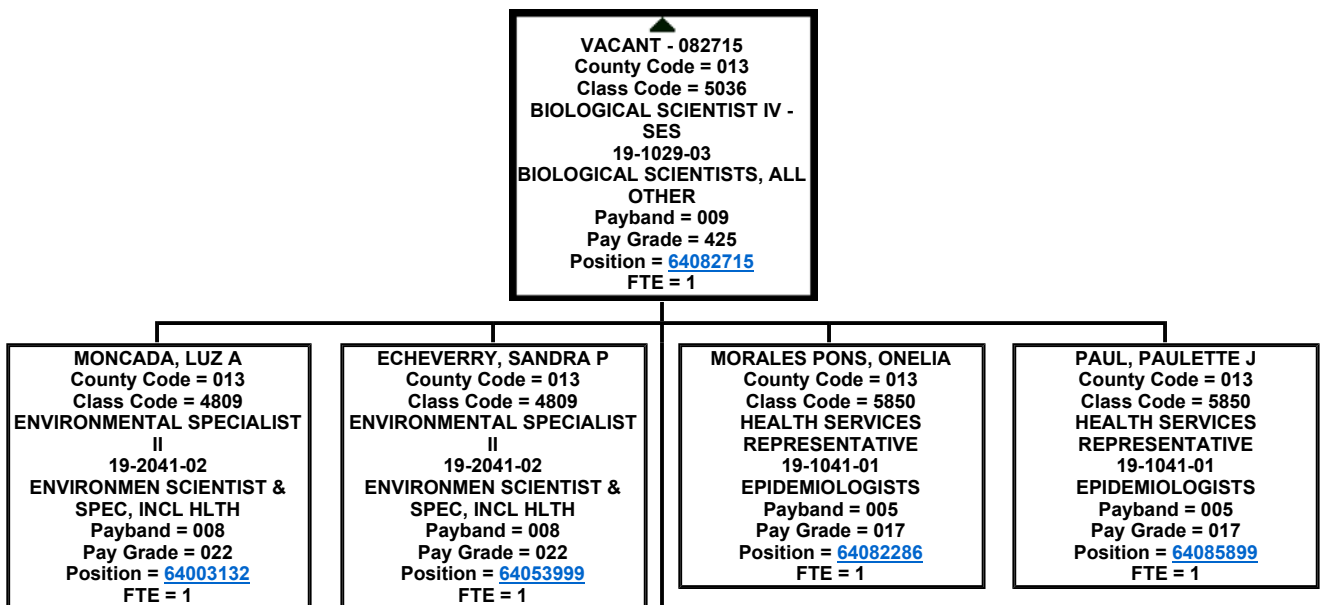 VACANT - 082715
County Code = 013
Class Code = 5036
BIOLOGICAL SCIENTIST IV -
SES
19-1029-03
BIOLOGICAL SCIENTISTS, ALL
OTHER
Payband = 009
Pay Grade = 425
Position = 64082715
FTE = 1
MONCADA, LUZ A
County Code = 013
Class Code = 4809
ENVIRONMENTAL SPECIALIST
II
19-2041-02
ENVIRONMEN SCIENTIST &
SPEC, INCL HLTH
Payband = 008
Pay Grade = 022
Position = 64003132
FTE = 1
ECHEVERRY, SANDRA P
County Code = 013
Class Code = 4809
ENVIRONMENTAL SPECIALIST
II
19-2041-02
ENVIRONMEN SCIENTIST &
SPEC, INCL HLTH
Payband = 008
Pay Grade = 022
Position = 64053999
FTE = 1
MORALES PONS, ONELIA
County Code = 013
Class Code = 5850
HEALTH SERVICES
REPRESENTATIVE
19-1041-01
EPIDEMIOLOGISTS
Payband = 005
Pay Grade = 017
Position = 64082286
FTE = 1
PAUL, PAULETTE J
County Code = 013
Class Code = 5850
HEALTH SERVICES
REPRESENTATIVE
19-1041-01
EPIDEMIOLOGISTS
Payband = 005
Pay Grade = 017
Position = 64085899
FTE = 1